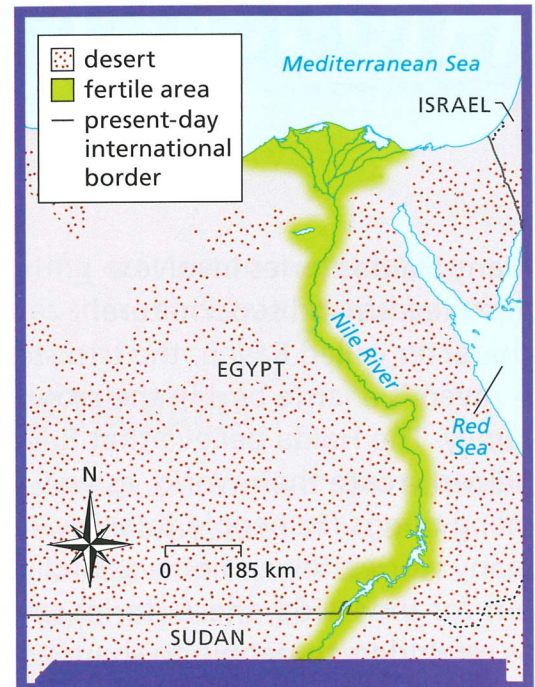 desert
fertile area
present-day
international
border
Mediterranean Sea
ISRAEL
Nile River
EGYPT
Red
Sea
N
0 185 km
SUDAN